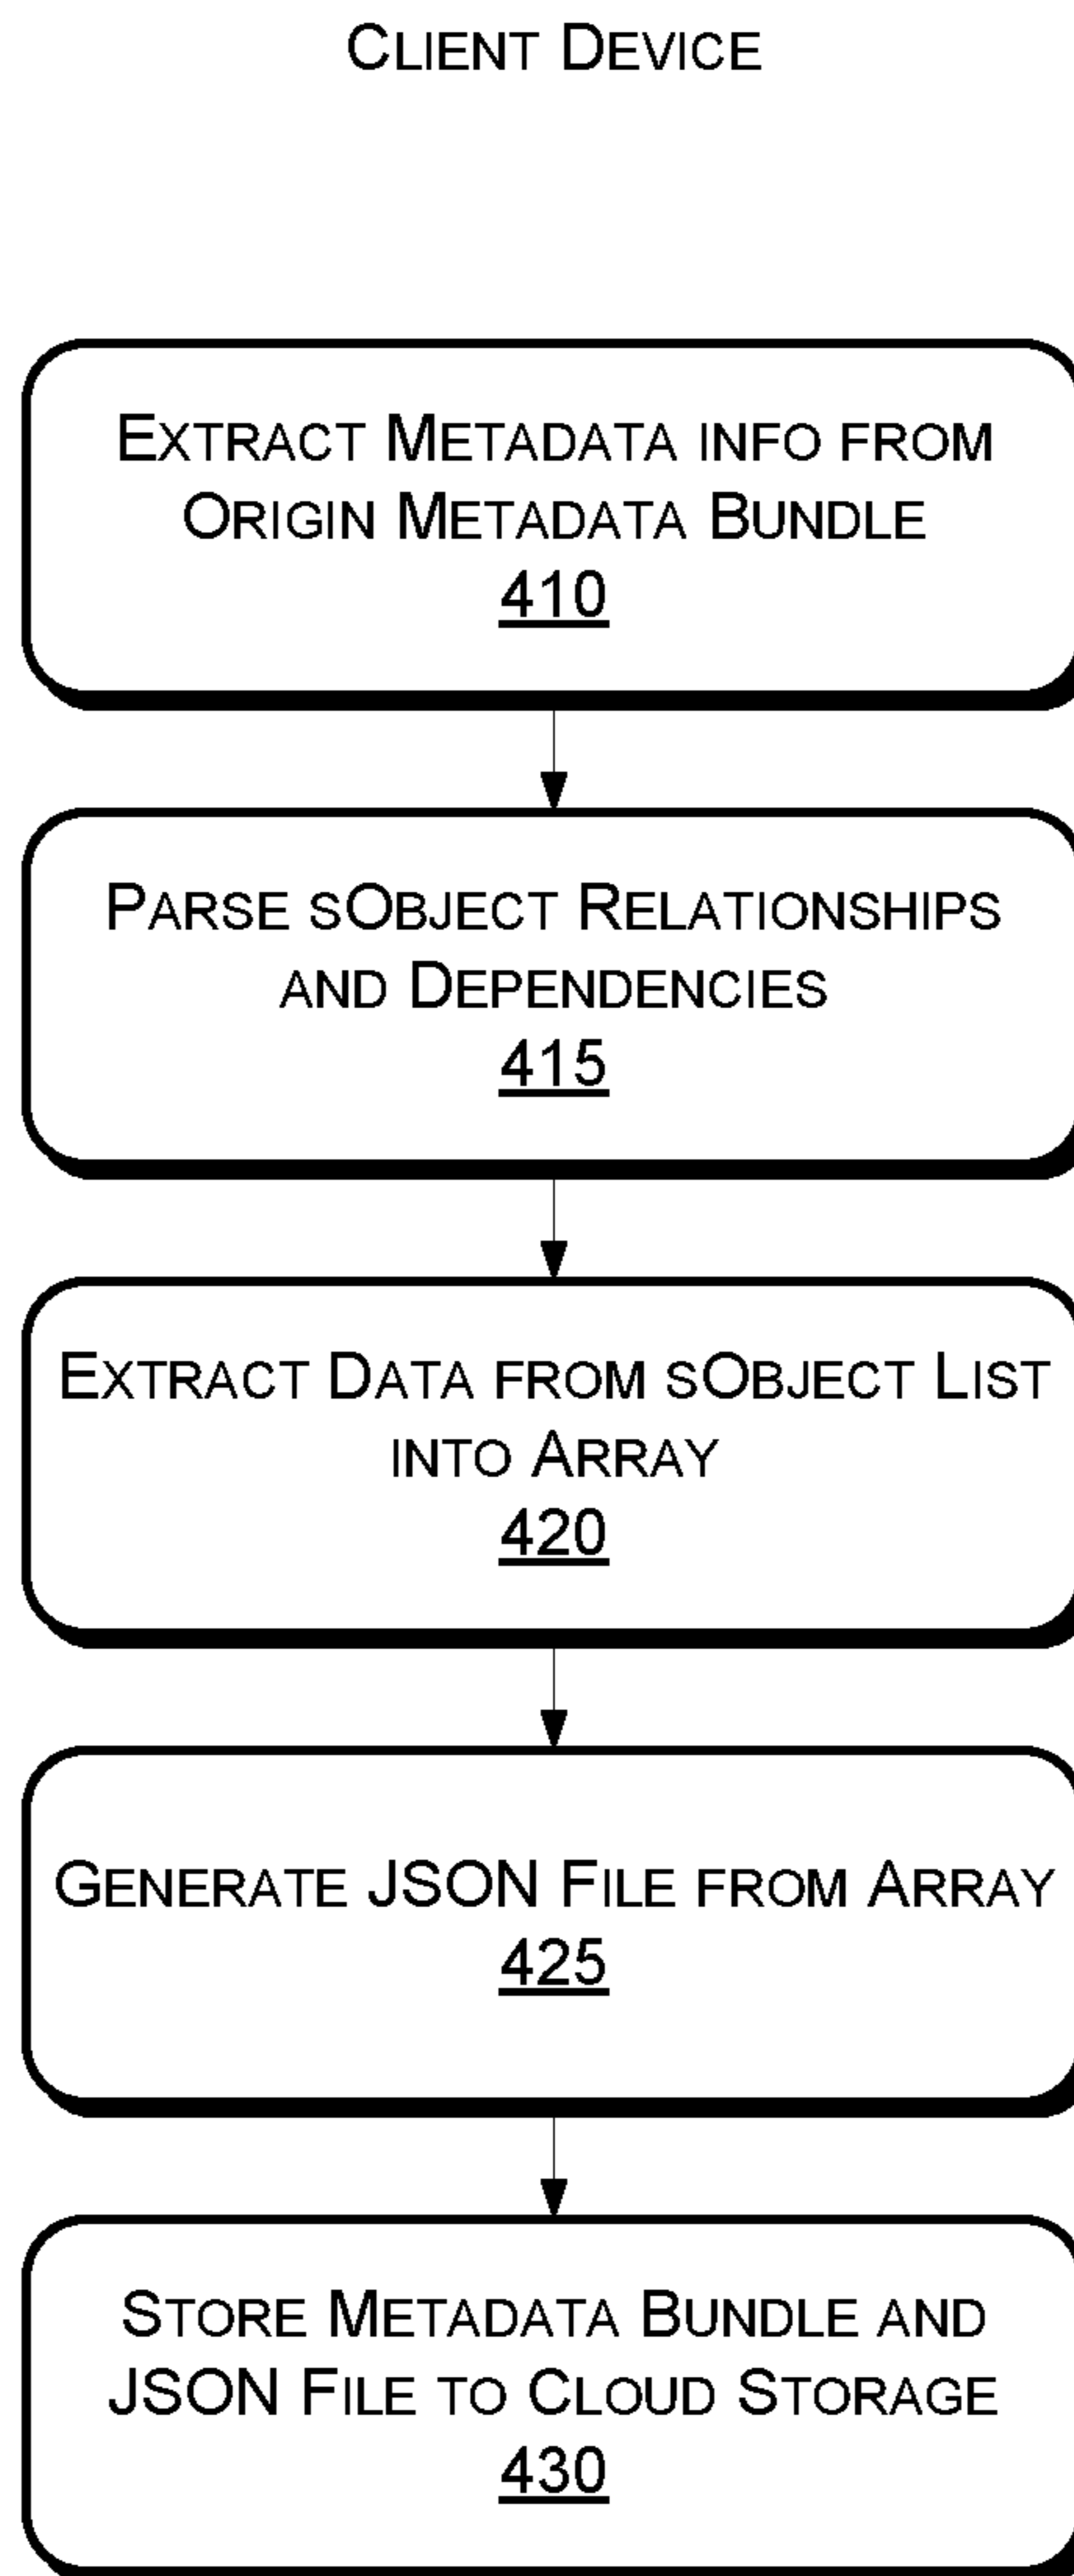 CLIENT DEVICE
EXTRACT METADATA INFO FROM
ORIGIN METADATA BUNDLE
410
PARSE SOBJECT RELATIONSHIPS
AND DEPENDENCIES
415
EXTRACT DATA FROM SOBJECT LIST
INTO ARRAY
420
GENERATE JSON FILE FROM ARRAY
425
STORE METADATA BUNDLE AND
JSON FILE TO CLOUD STORAGE
430